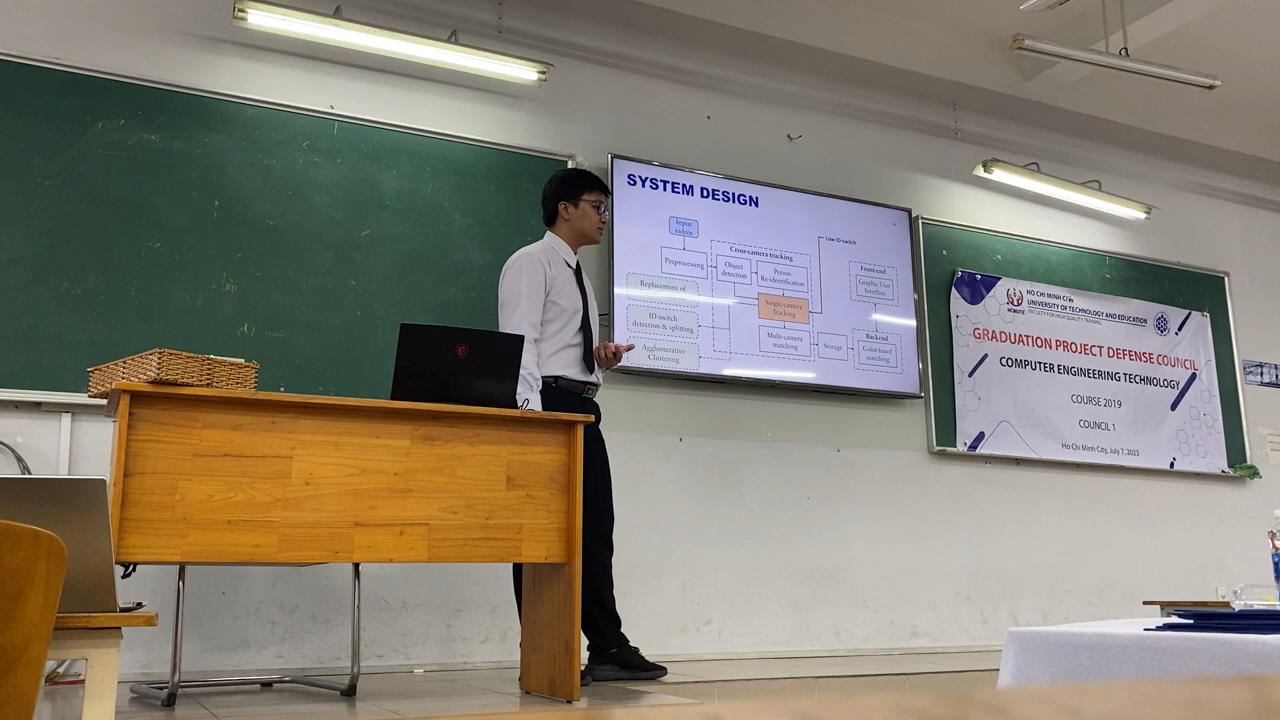 SYSTEM DESIGN
Input
videos
Preprocessing
Cross-camera tracking
Object
detection
Person
Re-identification
Single-camera
Tracking
Multi-camera
matching
Low ID-switch
Replacement of
ID-switch
detection & splitting
Agglomerative
Clustering
Storage
Front-end
Graphic User
Interface
Backend
Color-based
searching
HO CHI MINH CITY
UNIVERSITY OF TECHNOLOGY AND EDUCATION
FACULTY FOR HIGH QUALITY TRAINING
HCMUTE
GRADUATION PROJECT DEFENSE COUNCIL
COMPUTER ENGINEERING TECHNOLOGY
COURSE 2019
COUNCIL 1
Ho Chi Minh City, July 7, 2023